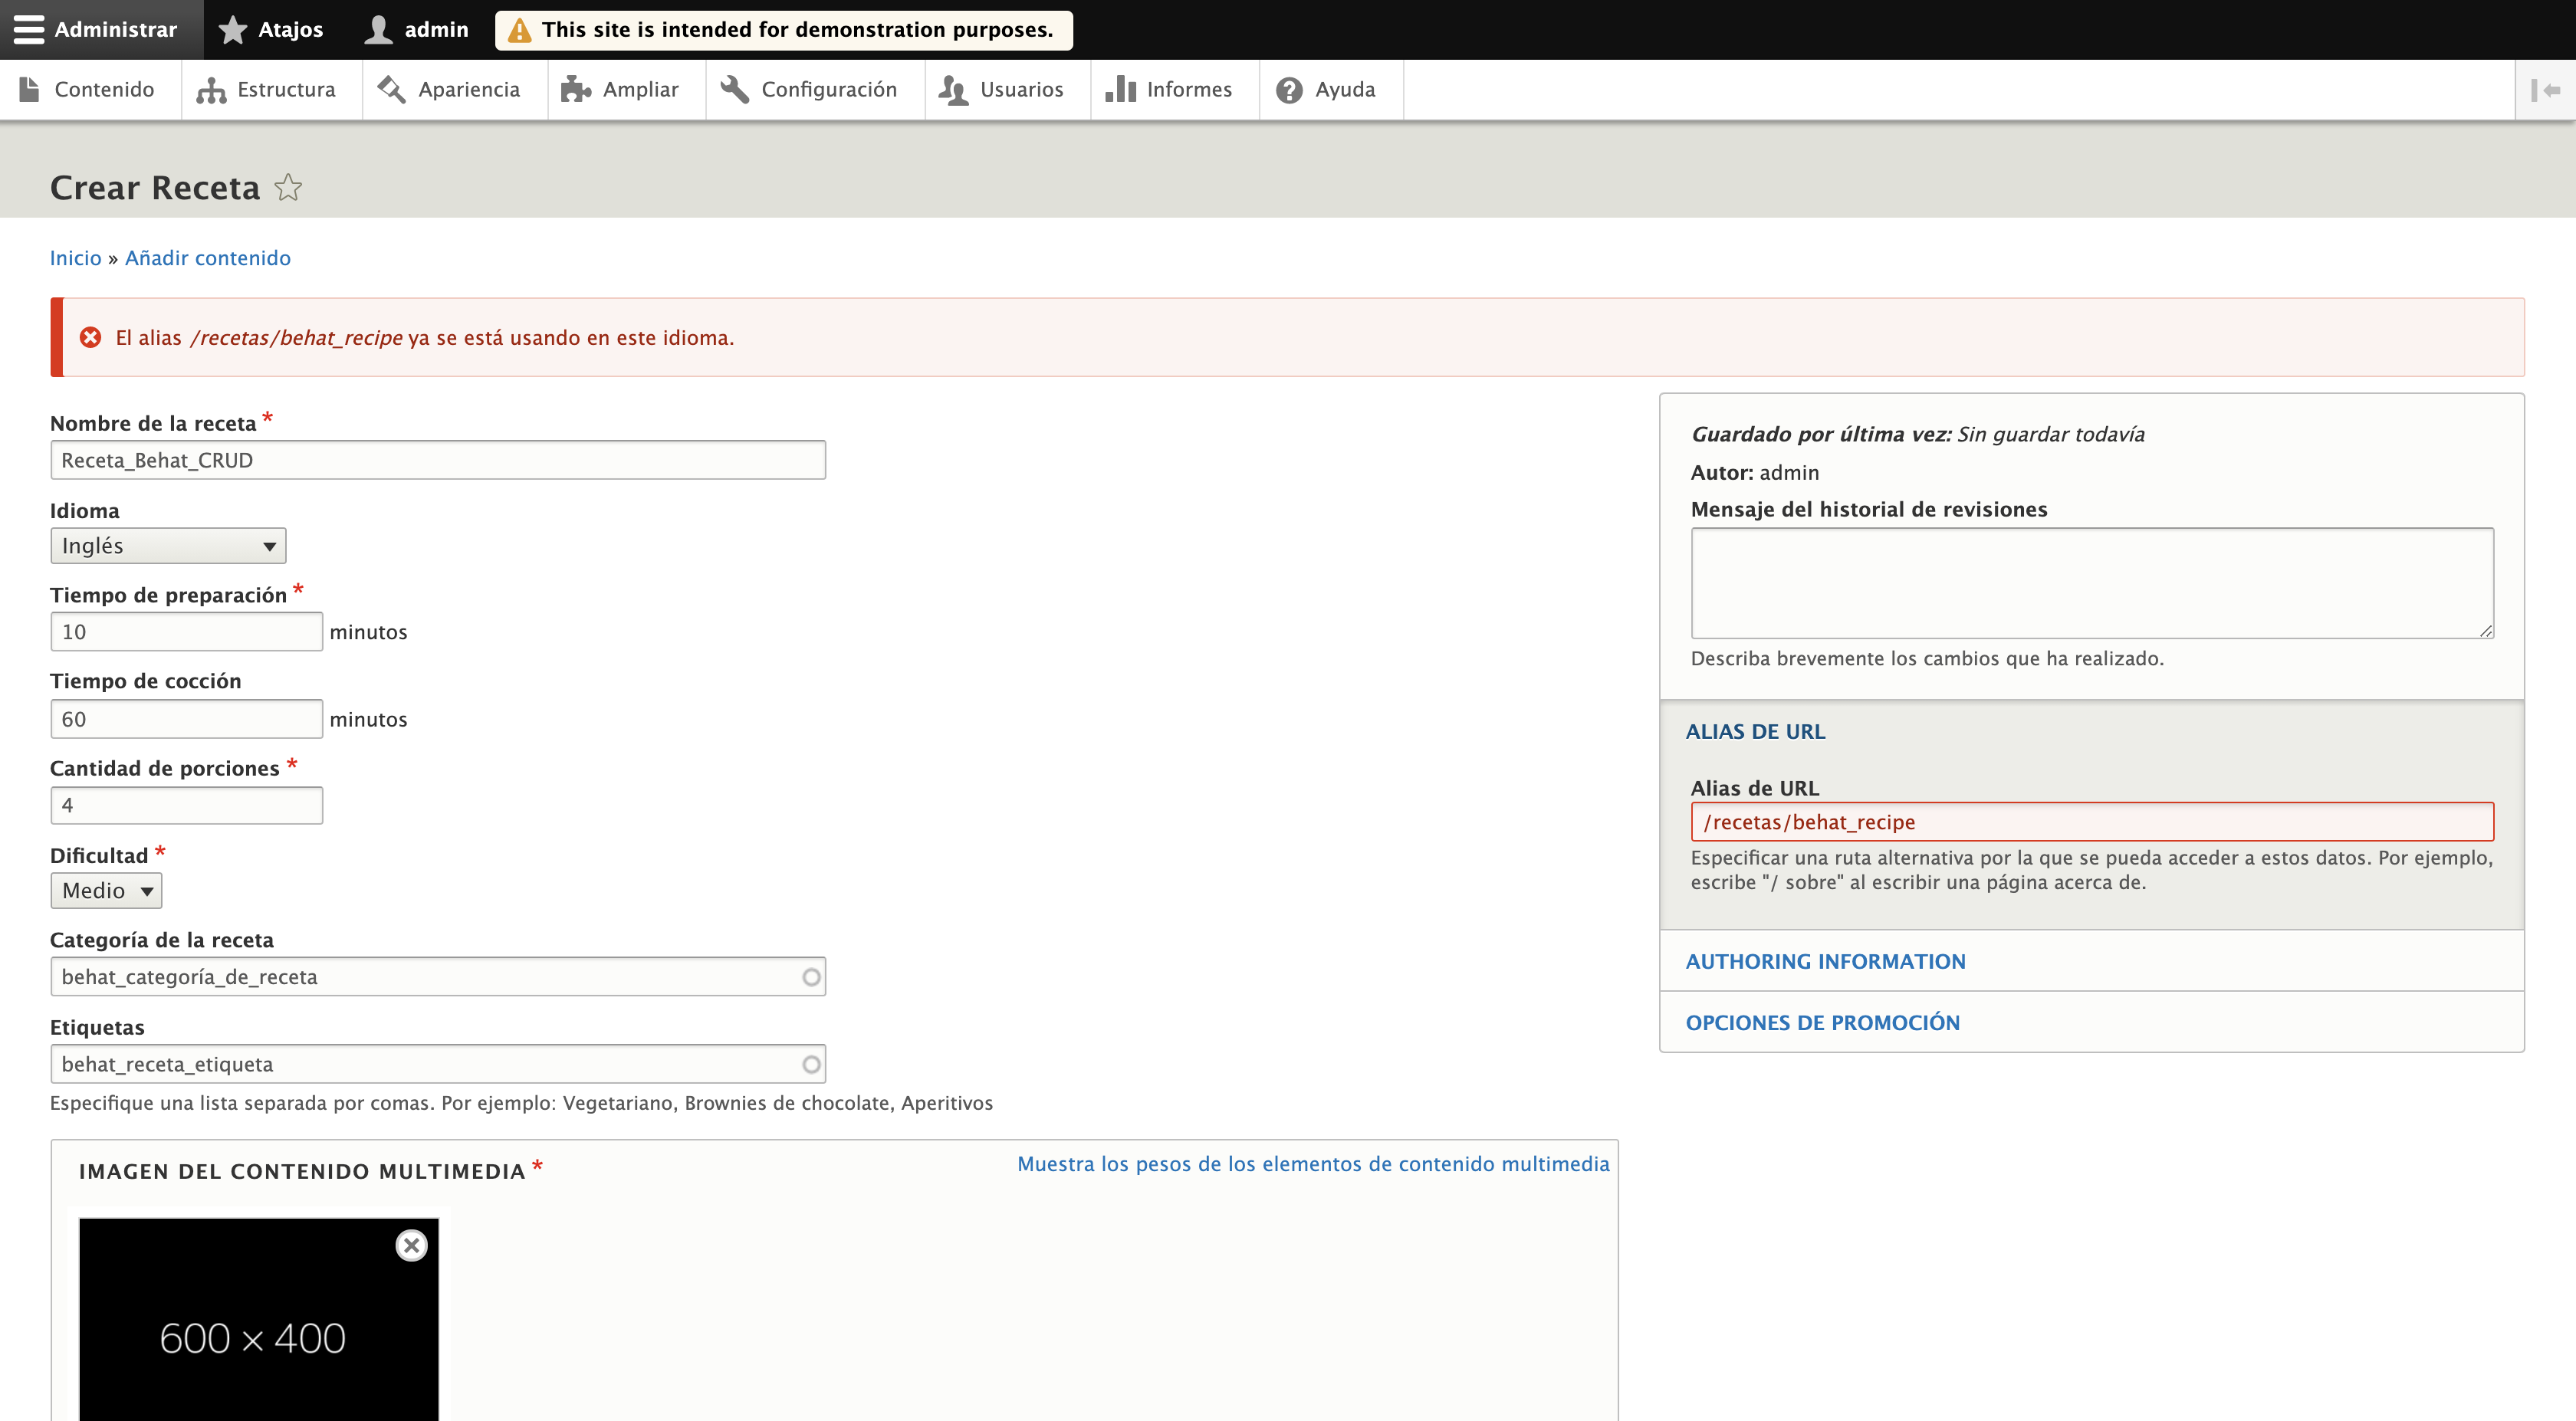 Administrar Atajos admin This site is intended for demonstration purposes.
Contenido Estructura Apariencia Ampliar Configuración Usuarios Informes Ayuda
Crear Receta
Inicio » Añadir contenido
El alias /recetas/behat_recipe ya se está usando en este idioma.
Nombre de la receta *
Receta_Behat_CRUD
Idioma
Inglés
Tiempo de preparación *
10 minutos
Tiempo de cocción
60 minutos
Cantidad de porciones *
4
Dificultad *
Medio
Categoría de la receta
behat_categoría_de_receta
Etiquetas
behat_receta_etiqueta
Especifique una lista separada por comas. Por ejemplo: Vegetariano, Brownies de chocolate, Aperitivos
IMAGEN DEL CONTENIDO MULTIMEDIA *
Muestra los pesos de los elementos de contenido multimedia
600 × 400
Guardado por última vez: Sin guardar todavía
Autor: admin
Mensaje del historial de revisiones
Describa brevemente los cambios que ha realizado.
ALIAS DE URL
Alias de URL
/recetas/behat_recipe
Especificar una ruta alternativa por la que se pueda acceder a estos datos. Por ejemplo,
escribe "/ sobre" al escribir una página acerca de.
AUTHORING INFORMATION
OPCIONES DE PROMOCIÓN